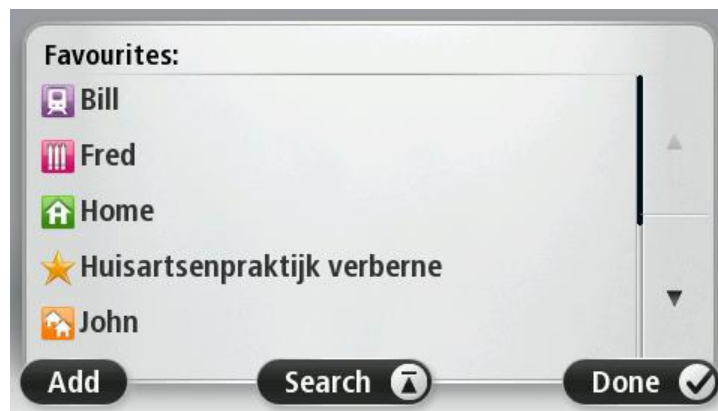 Favourites:
Bill
Fred
Home
Huisartsenpraktijk verberne
John
Add
Search
Done